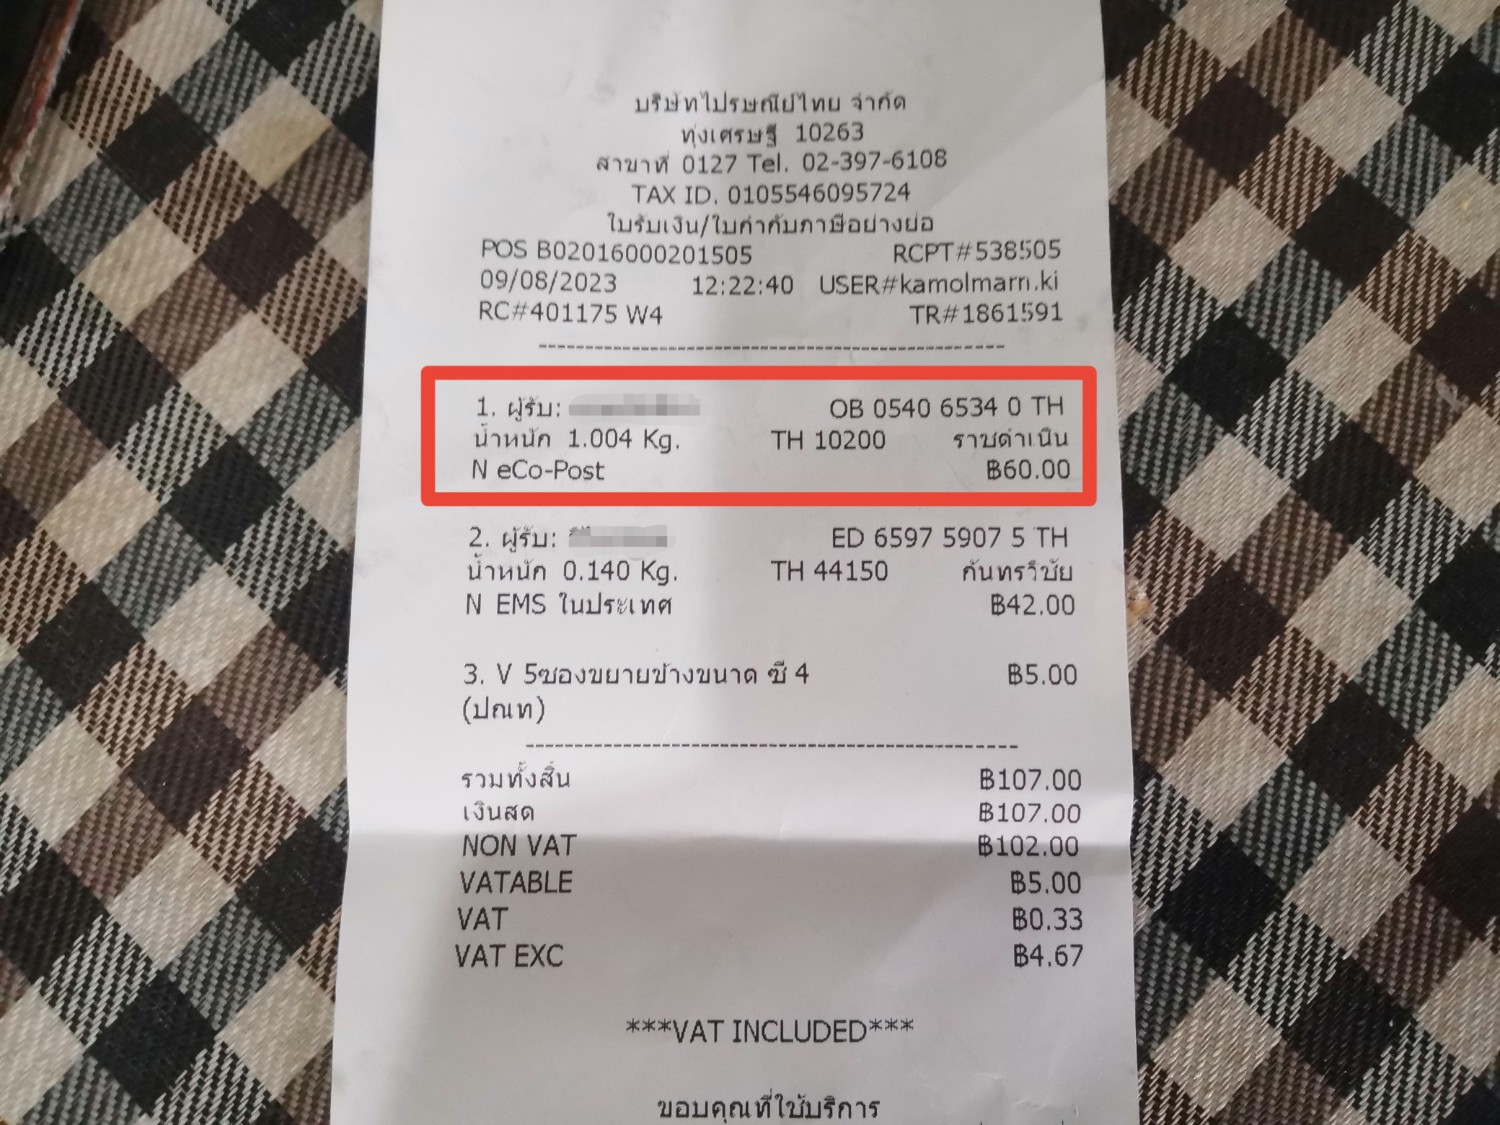 บริษัทไปรษณีย์ไทย จำกัด
ทุ่งเศรษฐี 10263
สาขาที่ 0127 Tel. 02-397-6108
TAX ID. 0105546095724
ใบรับเงิน/ใบกำกับภาษีอย่างย่อ
POS B02016000201505 RCPT#538505
09/08/2023 12:22:40 USER#kamolmarn.ki
RC#401175 W4 TR#1861591
1. ผู้รับ: OB 0540 6534 0 TH
น้ำหนัก 1.004 Kg. TH 10200 ราชดำเนิน
N eCo-Post ฿60.00
2. ผู้รับ: ED 6597 5907 5 TH
น้ำหนัก 0.140 Kg. TH 44150 กันทรวิชัย
N EMS ในประเทศ ฿42.00
3. V 5ซองขยายข้างขนาด ซี 4 ฿5.00
(ปณท)
รวมทั้งสิ้น ฿107.00
เงินสด ฿107.00
NON VAT ฿102.00
VATABLE ฿5.00
VAT ฿0.33
VAT EXC ฿4.67
***VAT INCLUDED***
ขอบคุณที่ใช้บริการ